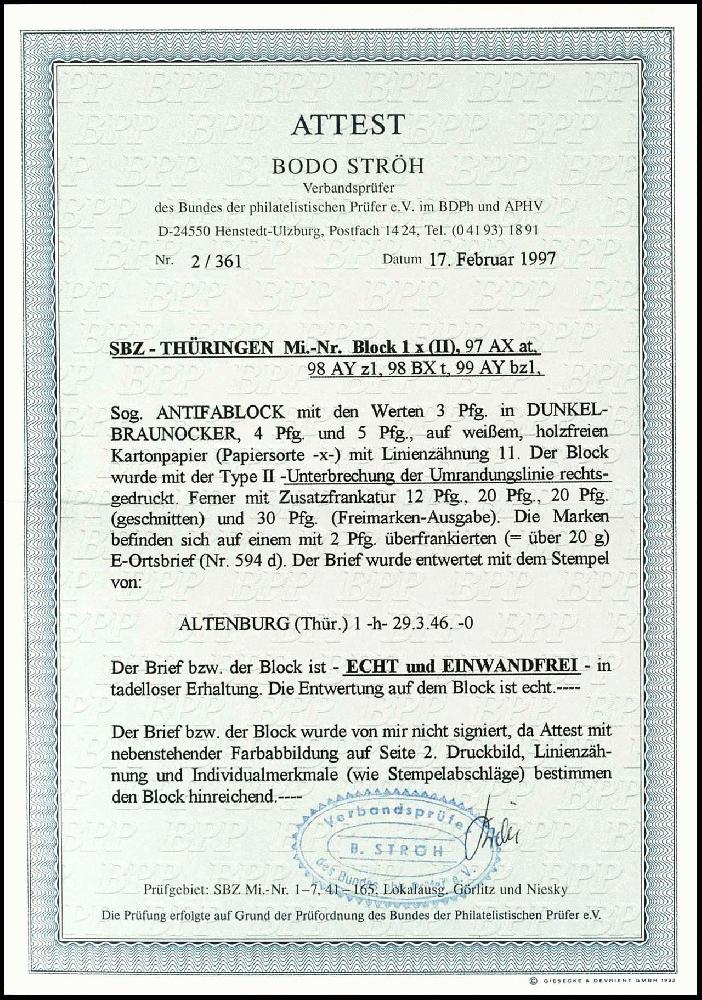 ATTEST
BODO STRÖH
Verbandsprüfer
des Bundes der philatelistischen Prüfer e.V. im BDPh und APHV
D-24550 Henstedt-Ulzburg, Postfach 14 24, Tel. (0 41 93) 18 91
Nr. 2 / 361 Datum 17. Februar 1997
SBZ - THÜRINGEN Mi.-Nr. Block 1 x (II), 97 AX at,
98 AY z1, 98 BX t, 99 AY bz1,
Sog. ANTIFABLOCK mit den Werten 3 Pfg. in DUNKEL-
BRAUNOCKER, 4 Pfg. und 5 Pfg., auf weißem, holzfreien
Kartonpapier (Papiersorte -x-) mit Linienzähnung 11. Der Block
wurde mit der Type II -Unterbrechung der Umrandungslinie rechts-
gedruckt. Ferner mit Zusatzfrankatur 12 Pfg., 20 Pfg., 20 Pfg.
(geschnitten) und 30 Pfg. (Freimarken-Ausgabe). Die Marken
befinden sich auf einem mit 2 Pfg. überfrankierten (= über 20 g)
E-Ortsbrief (Nr. 594 d). Der Brief wurde entwertet mit dem Stempel
von:
ALTENBURG (Thür.) 1 -h- 29.3.46. -0
Der Brief bzw. der Block ist - ECHT und EINWANDFREI - in
tadelloser Erhaltung. Die Entwertung auf dem Block ist echt.----
Der Brief bzw. der Block wurde von mir nicht signiert, da Attest mit
nebenstehender Farbabbildung auf Seite 2. Druckbild, Linienzäh-
nung und Individualmerkmale (wie Stempelabschläge) bestimmen
den Block hinreichend.----
Verbandsprüfer
B. STRÖH
des Bundes e.V.
Prüfgebiet: SBZ Mi.-Nr. 1–7, 41–165, Lokalausg. Görlitz und Niesky
Die Prüfung erfolgte auf Grund der Prüfordnung des Bundes der Philatelistischen Prüfer e.V.
© GIESECKE & DEVRIENT GMBH 1992